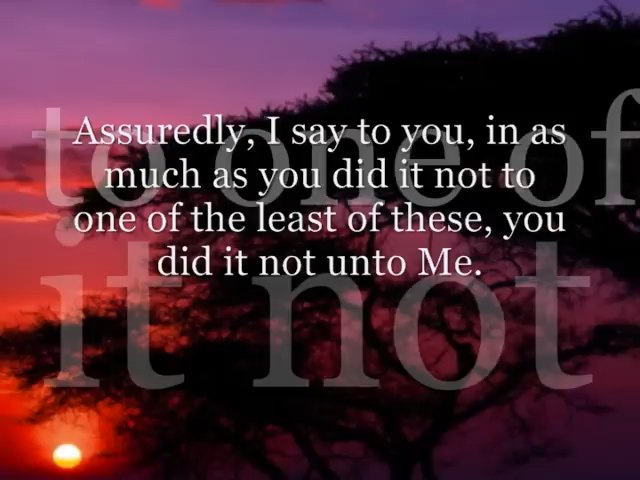 Assuredly, I say to you, in as
much as you did it not to
one of the least of these, you
did it not unto Me.
to one of
it not